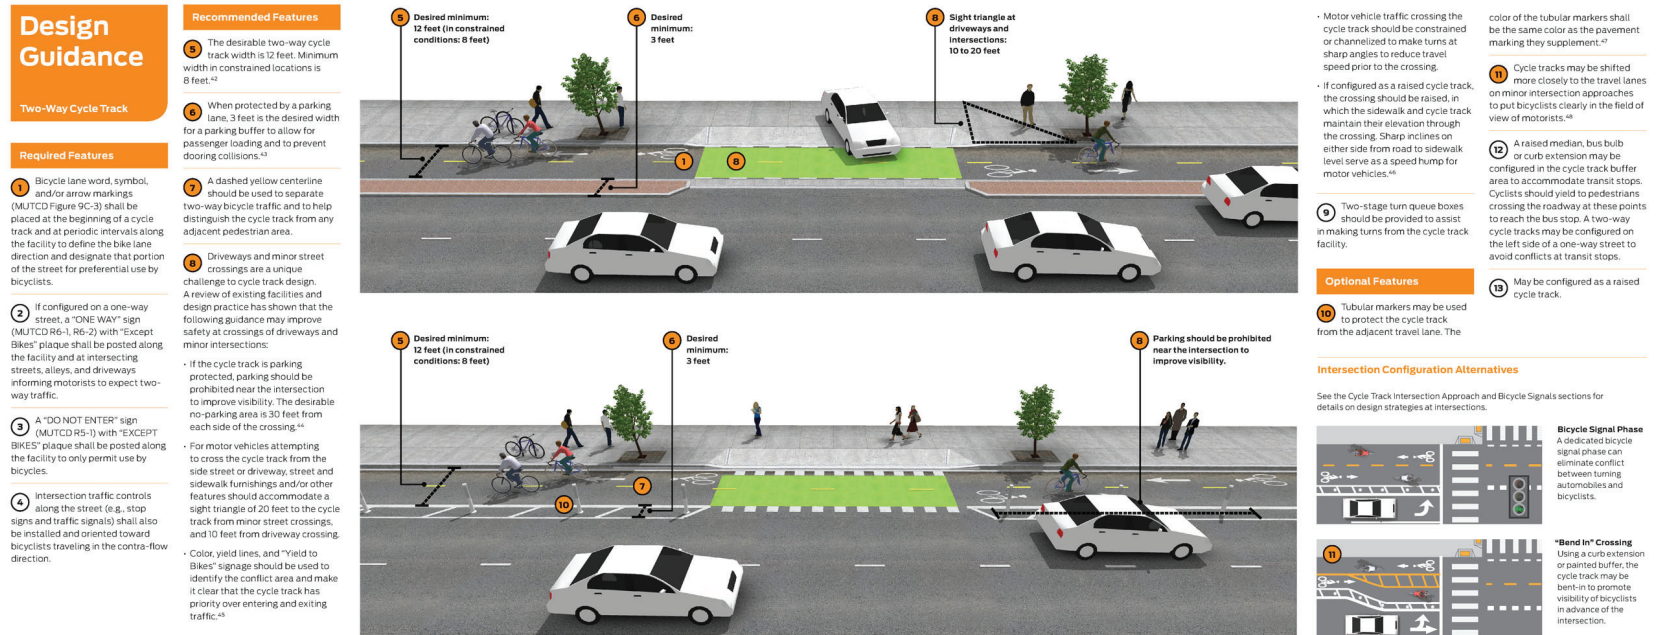 Design
Guidance
Two-Way Cycle Track
Required Features
1 Bicycle lane word, symbol,
and/or arrow markings
(MUTCD Figure 9C-3) shall be
placed at the beginning of a cycle
track and at periodic intervals along
the facility to define the bike lane
direction and designate that portion
of the street for preferential use by
bicyclists.
2 If configured on a one-way
street, a "ONE WAY" sign
(MUTCD R6-1, R6-2) with "Except
Bikes" plaque shall be posted along
the facility and at intersecting
streets, alleys, and driveways
informing motorists to expect two-
way traffic.
3 A "DO NOT ENTER" sign
(MUTCD R5-1) with "EXCEPT
BIKES" plaque shall be posted along
the facility to only permit use by
bicycles.
4 Intersection traffic controls
along the street (e.g., stop
signs and traffic signals) shall also
be installed and oriented toward
bicyclists traveling in the contra-flow
direction.
Recommended Features
5 The desirable two-way cycle
track width is 12 feet. Minimum
width in constrained locations is
8 feet.42
6 When protected by a parking
lane, 3 feet is the desired width
for a parking buffer to allow for
passenger loading and to prevent
dooring collisions.43
7 A dashed yellow centerline
should be used to separate
two-way bicycle traffic and to help
distinguish the cycle track from any
adjacent pedestrian area.
8 Driveways and minor street
crossings are a unique
challenge to cycle track design.
A review of existing facilities and
design practice has shown that the
following guidance may improve
safety at crossings of driveways and
minor intersections:
· If the cycle track is parking
protected, parking should be
prohibited near the intersection
to improve visibility. The desirable
no-parking area is 30 feet from
each side of the crossing.44
· For motor vehicles attempting
to cross the cycle track from the
side street or driveway, street and
sidewalk furnishings and/or other
features should accommodate a
sight triangle of 20 feet to the cycle
track from minor street crossings,
and 10 feet from driveway crossing.
· Color, yield lines, and "Yield to
Bikes" signage should be used to
identify the conflict area and make
it clear that the cycle track has
priority over entering and exiting
traffic.45
5 Desired minimum:
12 feet (in constrained
conditions: 8 feet)
6 Desired
minimum:
3 feet
8 Sight triangle at
driveways and
intersections:
10 to 20 feet
1
8
5 Desired minimum:
12 feet (in constrained
conditions: 8 feet)
6 Desired
minimum:
3 feet
8 Parking should be prohibited
near the intersection to
improve visibility.
7
10
· Motor vehicle traffic crossing the
cycle track should be constrained
or channelized to make turns at
sharp angles to reduce travel
speed prior to the crossing.
· If configured as a raised cycle track,
the crossing should be raised, in
which the sidewalk and cycle track
maintain their elevation through
the crossing. Sharp inclines on
either side from road to sidewalk
level serve as a speed hump for
motor vehicles.46
9 Two-stage turn queue boxes
should be provided to assist
in making turns from the cycle track
facility.
Optional Features
10 Tubular markers may be used
to protect the cycle track
from the adjacent travel lane. The
color of the tubular markers shall
be the same color as the pavement
marking they supplement.47
11 Cycle tracks may be shifted
more closely to the travel lanes
on minor intersection approaches
to put bicyclists clearly in the field of
view of motorists.48
12 A raised median, bus bulb
or curb extension may be
configured in the cycle track buffer
area to accommodate transit stops.
Cyclists should yield to pedestrians
crossing the roadway at these points
to reach the bus stop. A two-way
cycle tracks may be configured on
the left side of a one-way street to
avoid conflicts at transit stops.
13 May be configured as a raised
cycle track.
Intersection Configuration Alternatives
See the Cycle Track Intersection Approach and Bicycle Signals sections for
details on design strategies at intersections.
Bicycle Signal Phase
A dedicated bicycle
signal phase can
eliminate conflict
between turning
automobiles and
bicyclists.
11
"Bend In" Crossing
Using a curb extension
or painted buffer, the
cycle track may be
bent-in to promote
visibility of bicyclists
in advance of the
intersection.